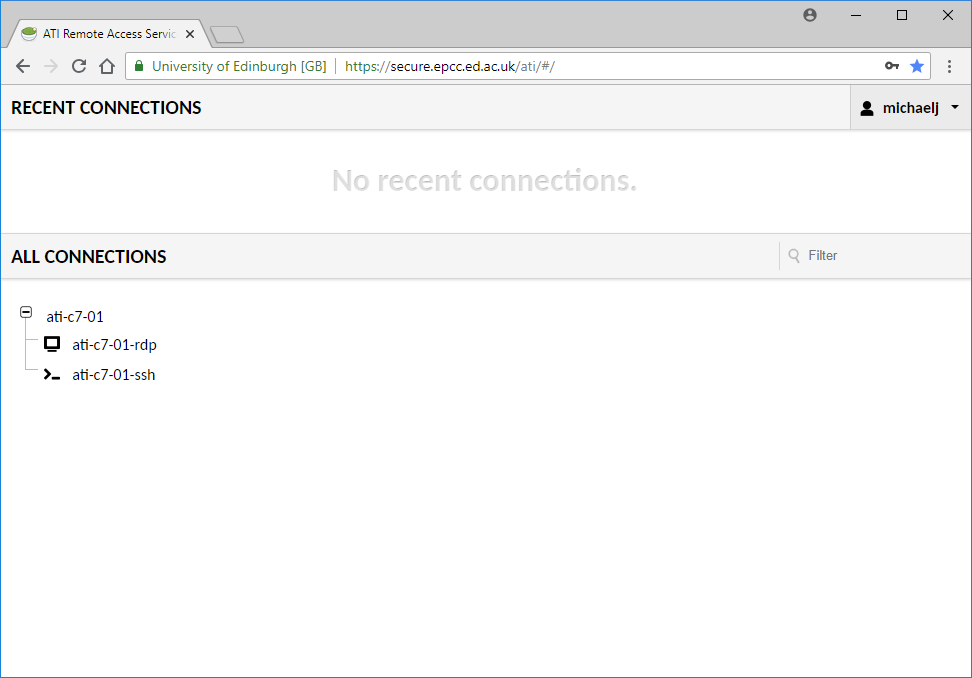 ATI Remote Access Servic
University of Edinburgh [GB] https://secure.epcc.ed.ac.uk/ati/#/
RECENT CONNECTIONS michaelj
No recent connections.
ALL CONNECTIONS Filter
ati-c7-01
ati-c7-01-rdp
ati-c7-01-ssh